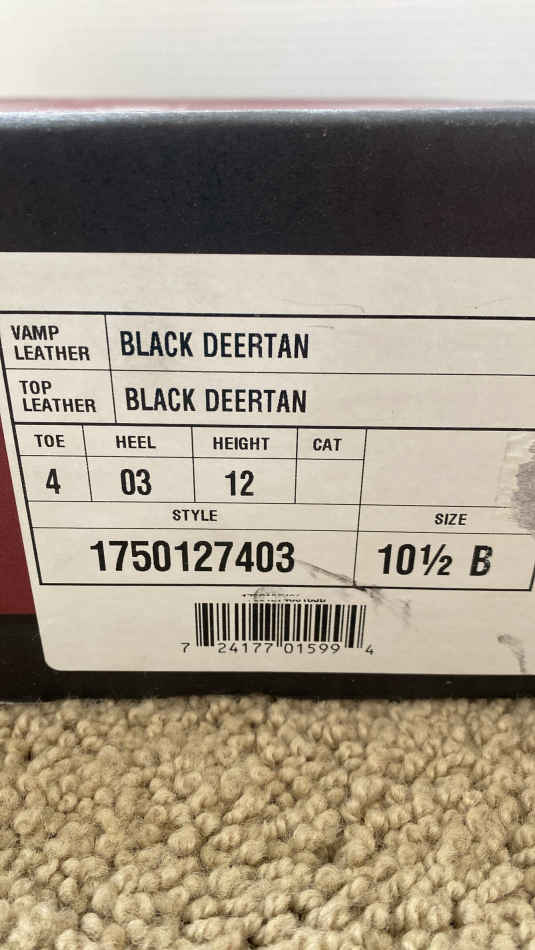 VAMP
LEATHER
BLACK DEERTAN
TOP
LEATHER
BLACK DEERTAN
TOE HEEL HEIGHT CAT
4 03 12
STYLE SIZE
1750127403 10½ B
7 24177 01599 4